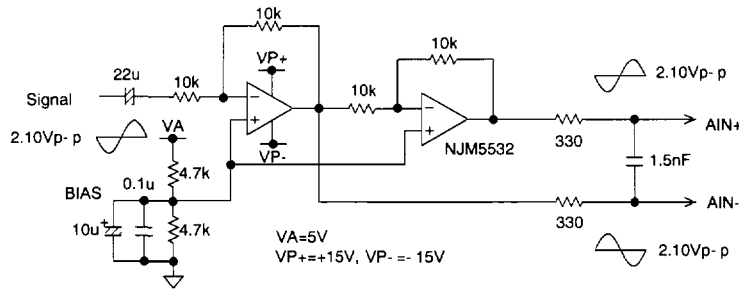 10k
VP+
10k
22u
10k
10k
Signal
2.10Vp- p
2.10Vp- p
VA
VP-
NJM5532
330
AIN+
4.7k
0.1u
1.5nF
BIAS
10u
+
4.7k
330
AIN-
VA=5V
VP+=+15V, VP- =- 15V
2.10Vp- p